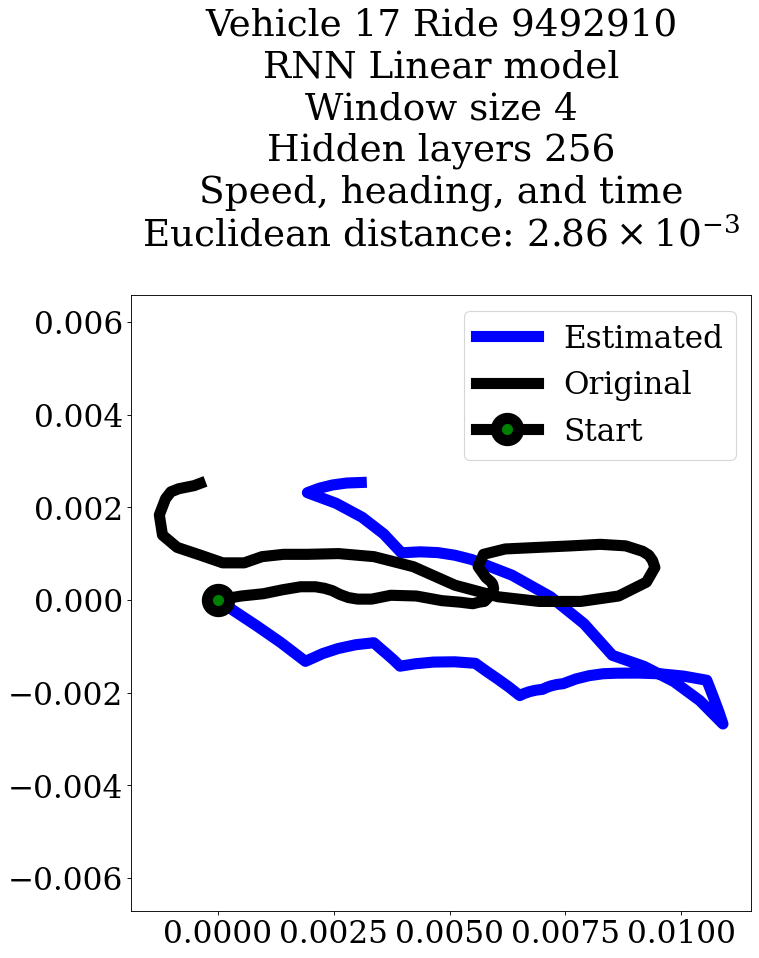 Vehicle 17 Ride 9492910
RNN Linear model
Window size 4
Hidden layers 256
Speed, heading, and time
Euclidean distance: 2.86 × 10⁻³
Estimated
Original
Start
0.006
0.004
0.002
0.000
−0.002
−0.004
−0.006
0.0000 0.0025 0.0050 0.0075 0.0100